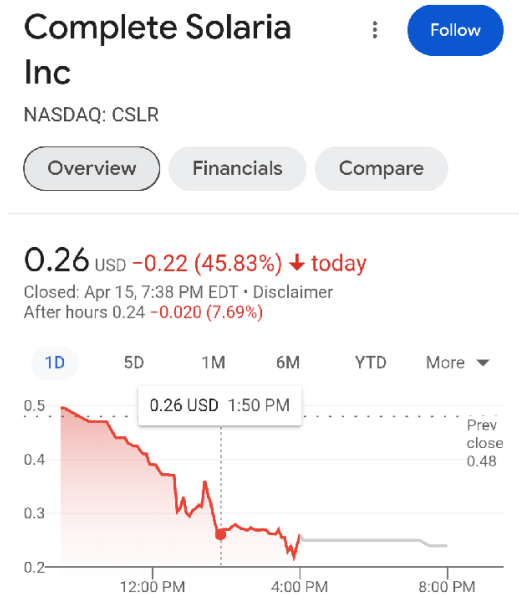 Complete Solaria
Inc
Follow
NASDAQ: CSLR
Overview Financials Compare
0.26 USD −0.22 (45.83%) today
Closed: Apr 15, 7:38 PM EDT • Disclaimer
After hours 0.24 −0.020 (7.69%)
1D 5D 1M 6M YTD More
0.26 USD 1:50 PM
0.5
Prev
close
0.48
0.4
0.3
0.2
12:00 PM 4:00 PM 8:00 PM